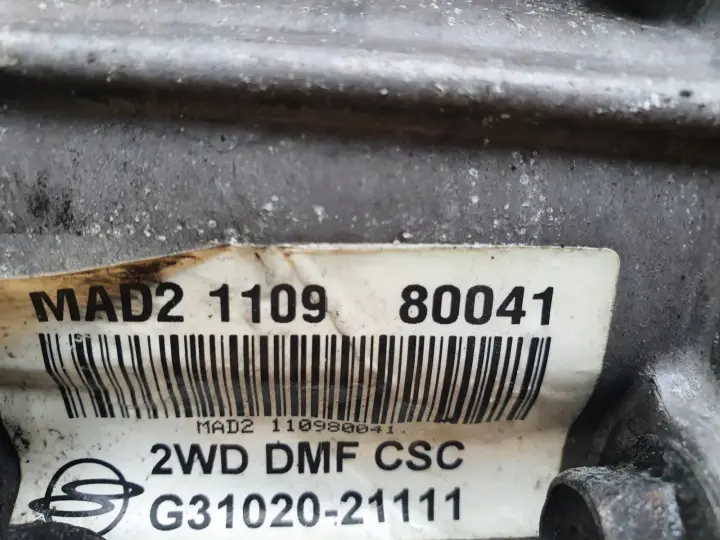 MAD2 1109 80041
MAD2 110980041
2WD DMF CSC
G31020-21111